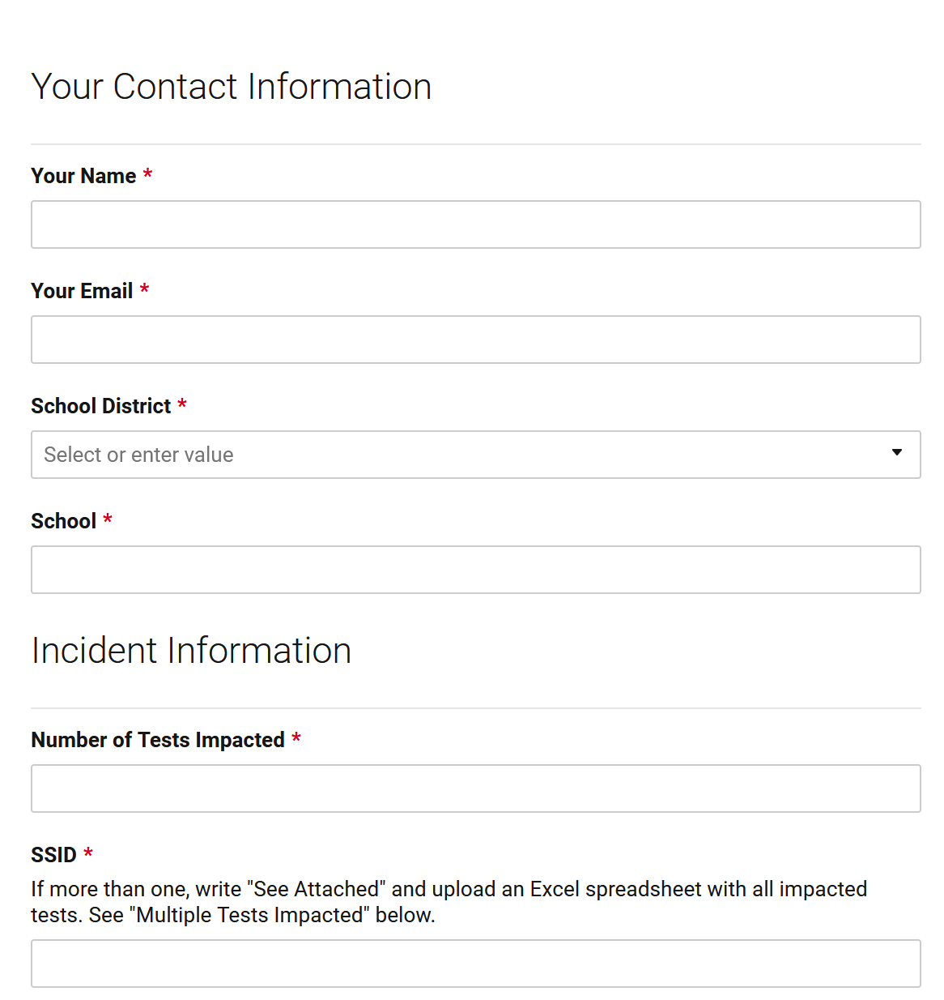 Your Contact Information
Your Name *
Your Email *
School District *
Select or enter value
School *
Incident Information
Number of Tests Impacted *
SSID *
If more than one, write "See Attached" and upload an Excel spreadsheet with all impacted
tests. See "Multiple Tests Impacted" below.